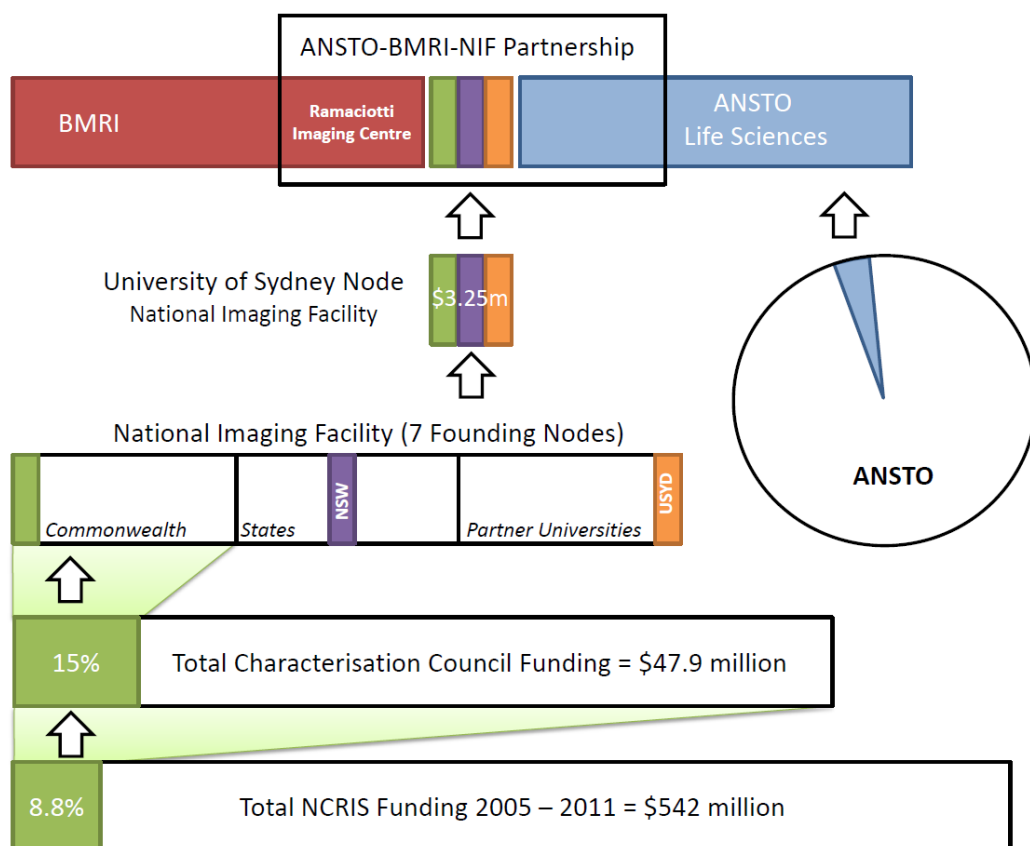 ANSTO-BMRI-NIF Partnership
BMRI
Ramaciotti
Imaging Centre
ANSTO
Life Sciences
University of Sydney Node
National Imaging Facility
$3.25m
National Imaging Facility (7 Founding Nodes)
Commonwealth
States
NSW
Partner Universities
USYD
ANSTO
15%
Total Characterisation Council Funding = $47.9 million
8.8%
Total NCRIS Funding 2005 – 2011 = $542 million